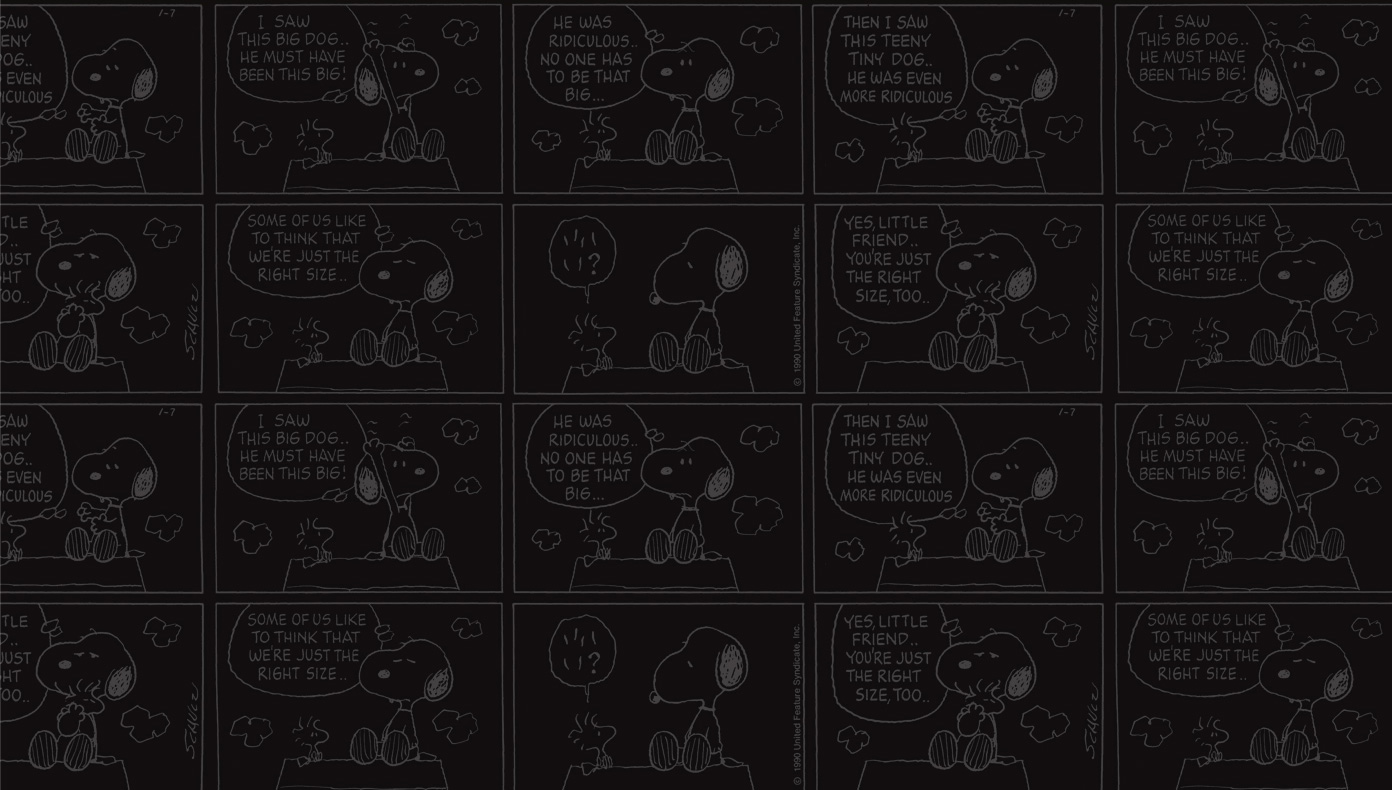 SAW
EENY
DOG..
S EVEN
ICULOUS
1-7
I SAW
THIS BIG DOG..
HE MUST HAVE
BEEN THIS BIG!
HE WAS
RIDICULOUS..
NO ONE HAS
TO BE THAT
BIG...
THEN I SAW
THIS TEENY
TINY DOG..
HE WAS EVEN
MORE RIDICULOUS
1-7
I SAW
THIS BIG DOG..
HE MUST HAVE
BEEN THIS BIG!
TLE
D..
JUST
HT
TOO..
SCHULZ
SOME OF US LIKE
TO THINK THAT
WE'RE JUST THE
RIGHT SIZE..
?
© 1990 United Feature Syndicate, Inc.
YES, LITTLE
FRIEND..
YOU'RE JUST
THE RIGHT
SIZE, TOO..
SCHULZ
SOME OF US LIKE
TO THINK THAT
WE'RE JUST THE
RIGHT SIZE..
SAW
EENY
DOG..
S EVEN
ICULOUS
1-7
I SAW
THIS BIG DOG..
HE MUST HAVE
BEEN THIS BIG!
HE WAS
RIDICULOUS..
NO ONE HAS
TO BE THAT
BIG...
THEN I SAW
THIS TEENY
TINY DOG..
HE WAS EVEN
MORE RIDICULOUS
1-7
I SAW
THIS BIG DOG..
HE MUST HAVE
BEEN THIS BIG!
TLE
D..
JUST
HT
TOO..
SCHULZ
SOME OF US LIKE
TO THINK THAT
WE'RE JUST THE
RIGHT SIZE..
?
© 1990 United Feature Syndicate, Inc.
YES, LITTLE
FRIEND..
YOU'RE JUST
THE RIGHT
SIZE, TOO..
SCHULZ
SOME OF US LIKE
TO THINK THAT
WE'RE JUST THE
RIGHT SIZE..